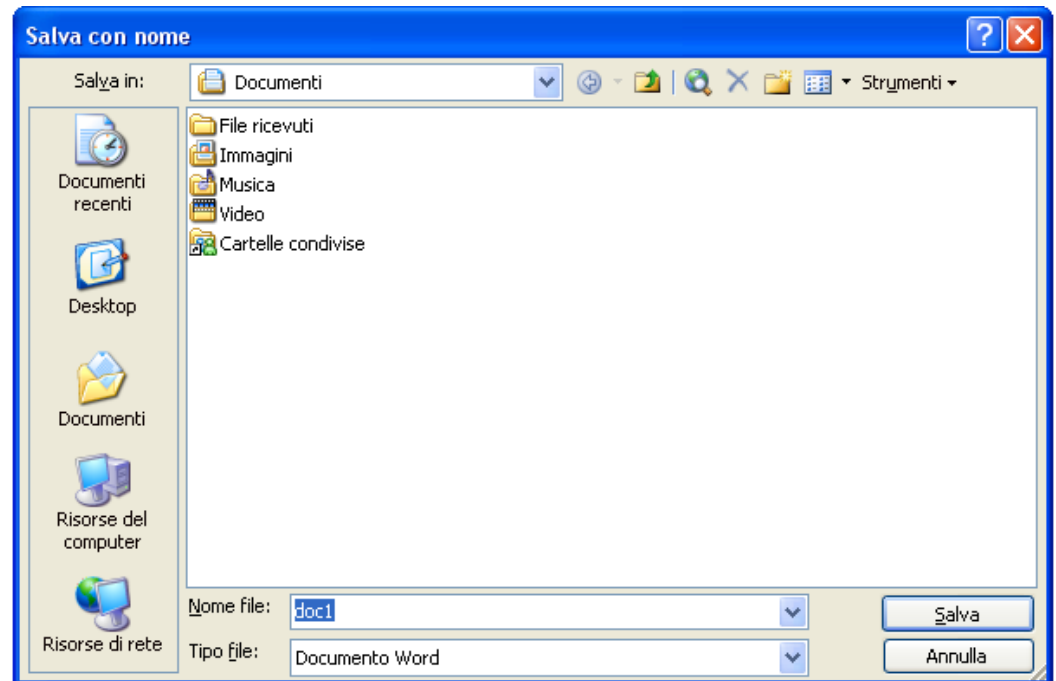 Salva con nome
Salva in:
Documenti
Strumenti
File ricevuti
Immagini
Musica
Video
Cartelle condivise
Documenti
recenti
Desktop
Documenti
Risorse del
computer
Risorse di rete
Nome file:
doc1
Salva
Tipo file:
Documento Word
Annulla